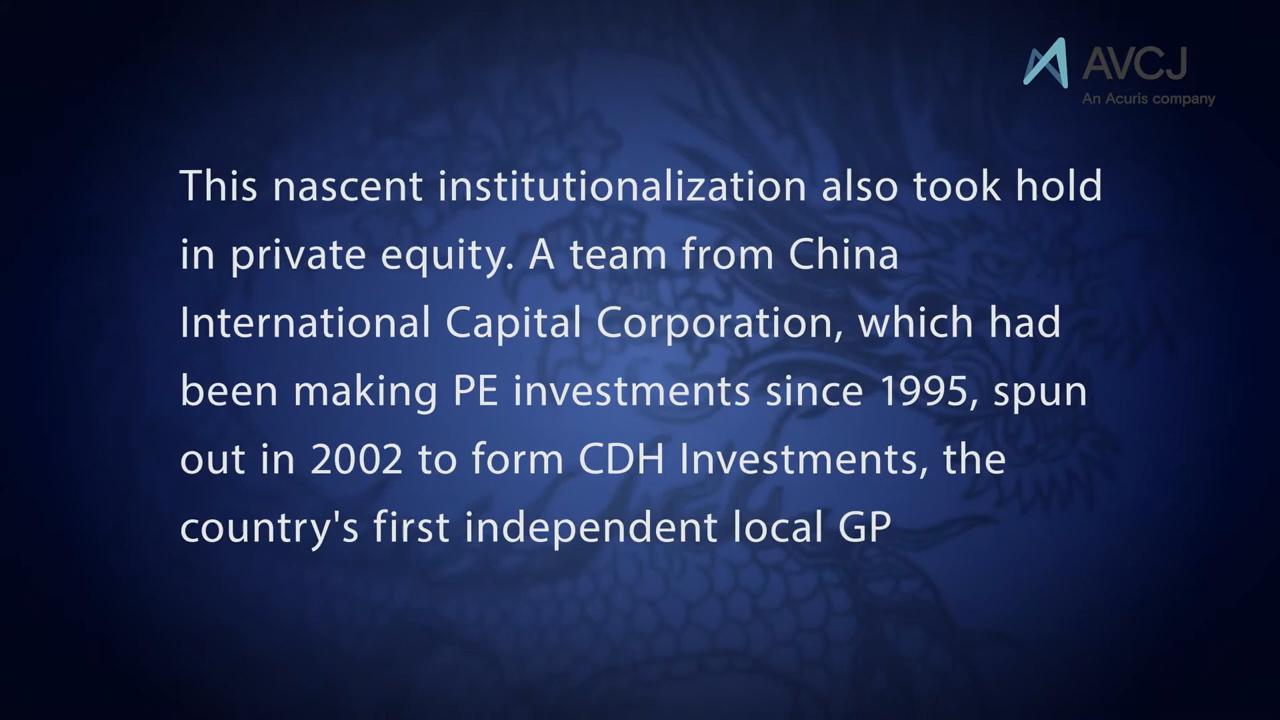 AVCJ
An Acuris company
This nascent institutionalization also took hold
in private equity. A team from China
International Capital Corporation, which had
been making PE investments since 1995, spun
out in 2002 to form CDH Investments, the
country's first independent local GP